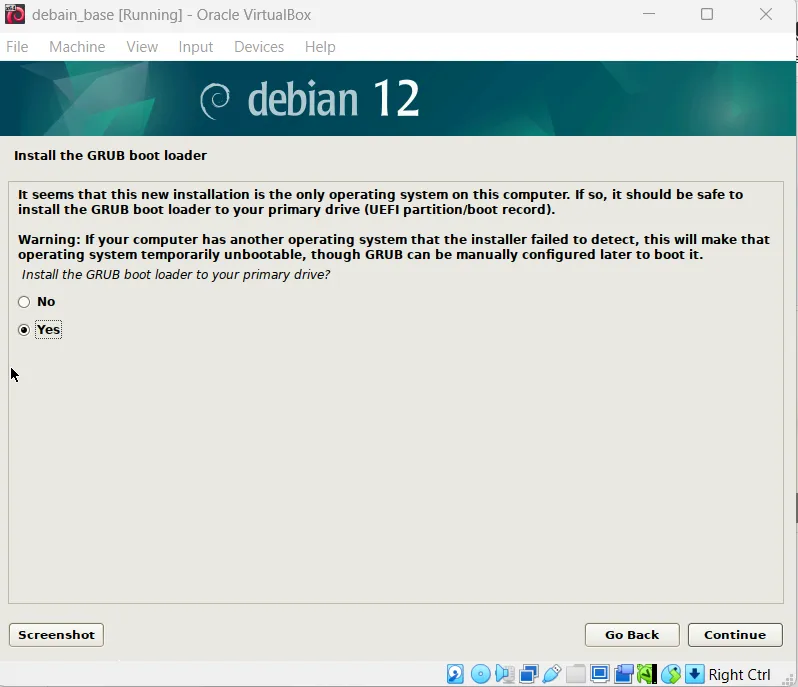 debain_base [Running] - Oracle VirtualBox
File Machine View Input Devices Help
debian 12
Install the GRUB boot loader
It seems that this new installation is the only operating system on this computer. If so, it should be safe to
install the GRUB boot loader to your primary drive (UEFI partition/boot record).
Warning: If your computer has another operating system that the installer failed to detect, this will make that
operating system temporarily unbootable, though GRUB can be manually configured later to boot it.
Install the GRUB boot loader to your primary drive?
No
Yes
Screenshot Go Back Continue
Right Ctrl